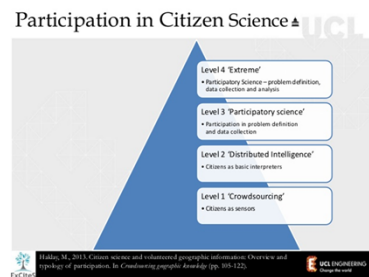 Participation in Citizen Science
UCL
Level 4 'Extreme'
• Participatory Science – problem definition,
data collection and analysis
Level 3 'Participatory science'
• Participation in problem definition
and data collection
Level 2 'Distributed Intelligence'
• Citizens as basic interpreters
Level 1 'Crowdsourcing'
• Citizens as sensors
Haklay, M., 2013. Citizen science and volunteered geographic information: Overview and
typology of participation. In Crowdsourcing geographic knowledge (pp. 105-122).
ExCiteS
UCL ENGINEERING
Change the world